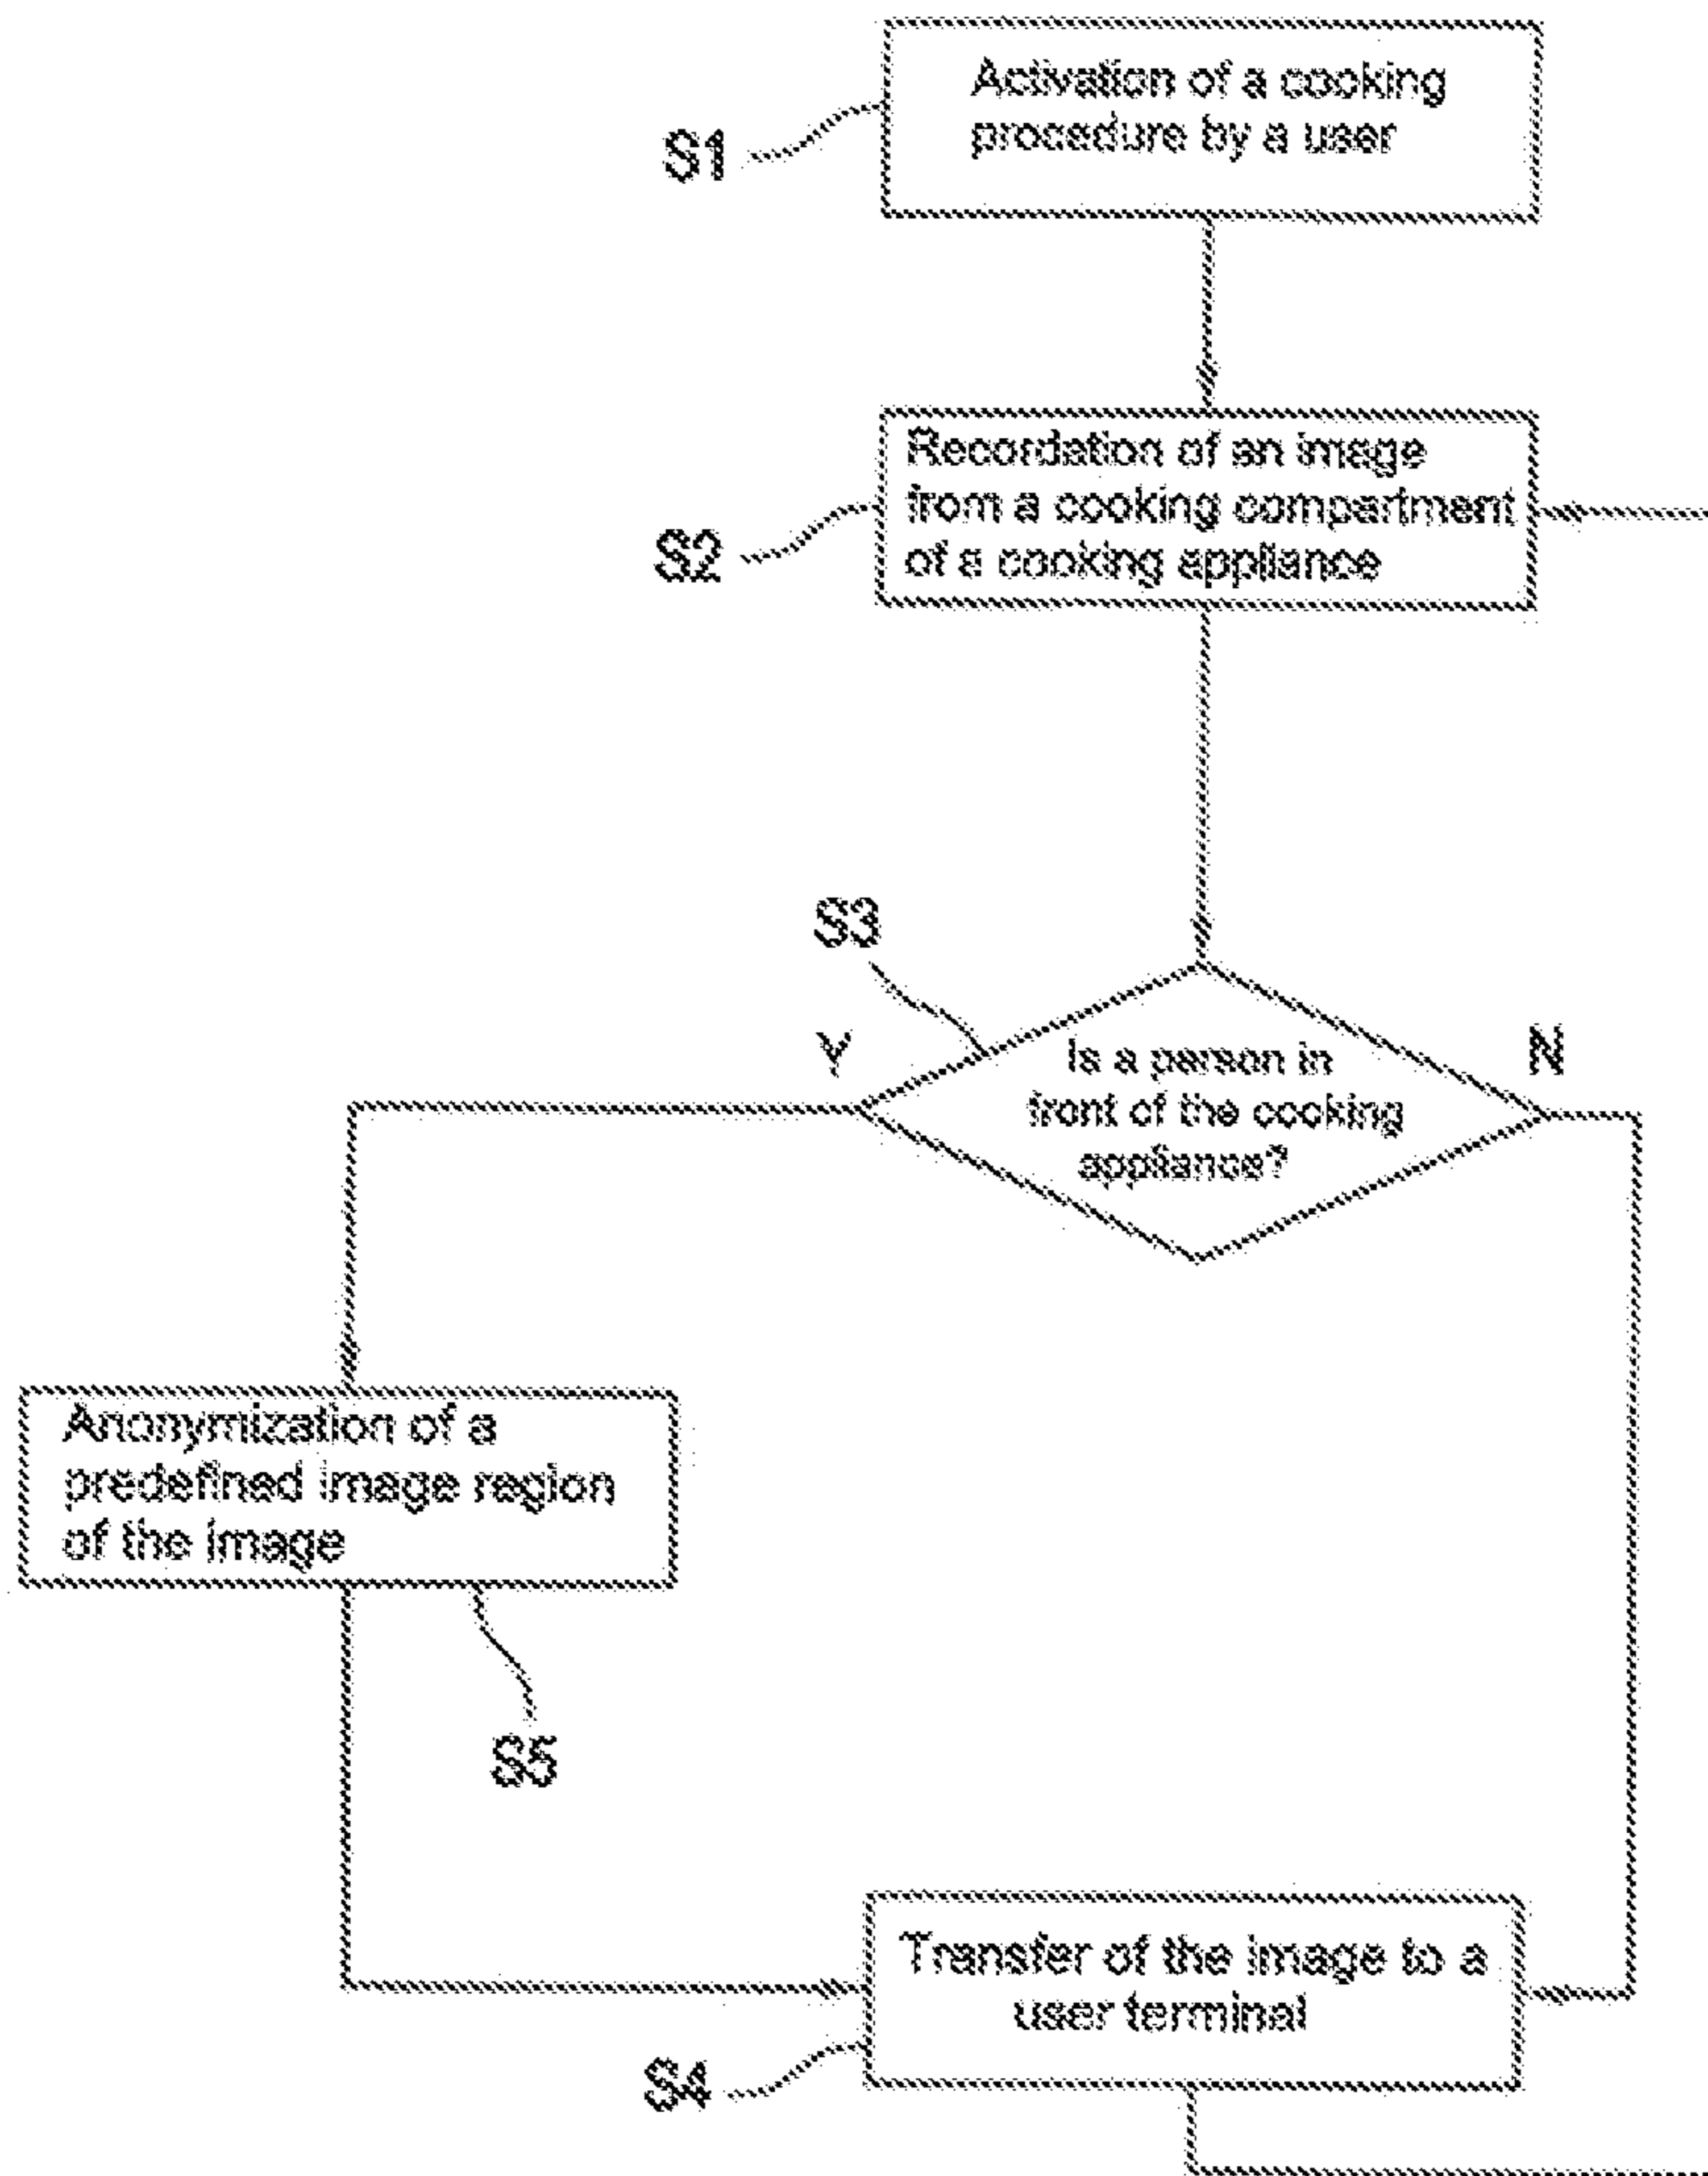 Activation of a cooking
procedure by a user
S1
Recordation of an image
from a cooking compartment
of a cooking appliance
S2
S3
Y
N
Is a person in
front of the cooking
appliance?
Anonymization of a
predefined image region
of the image
S5
Transfer of the image to a
user terminal
S4